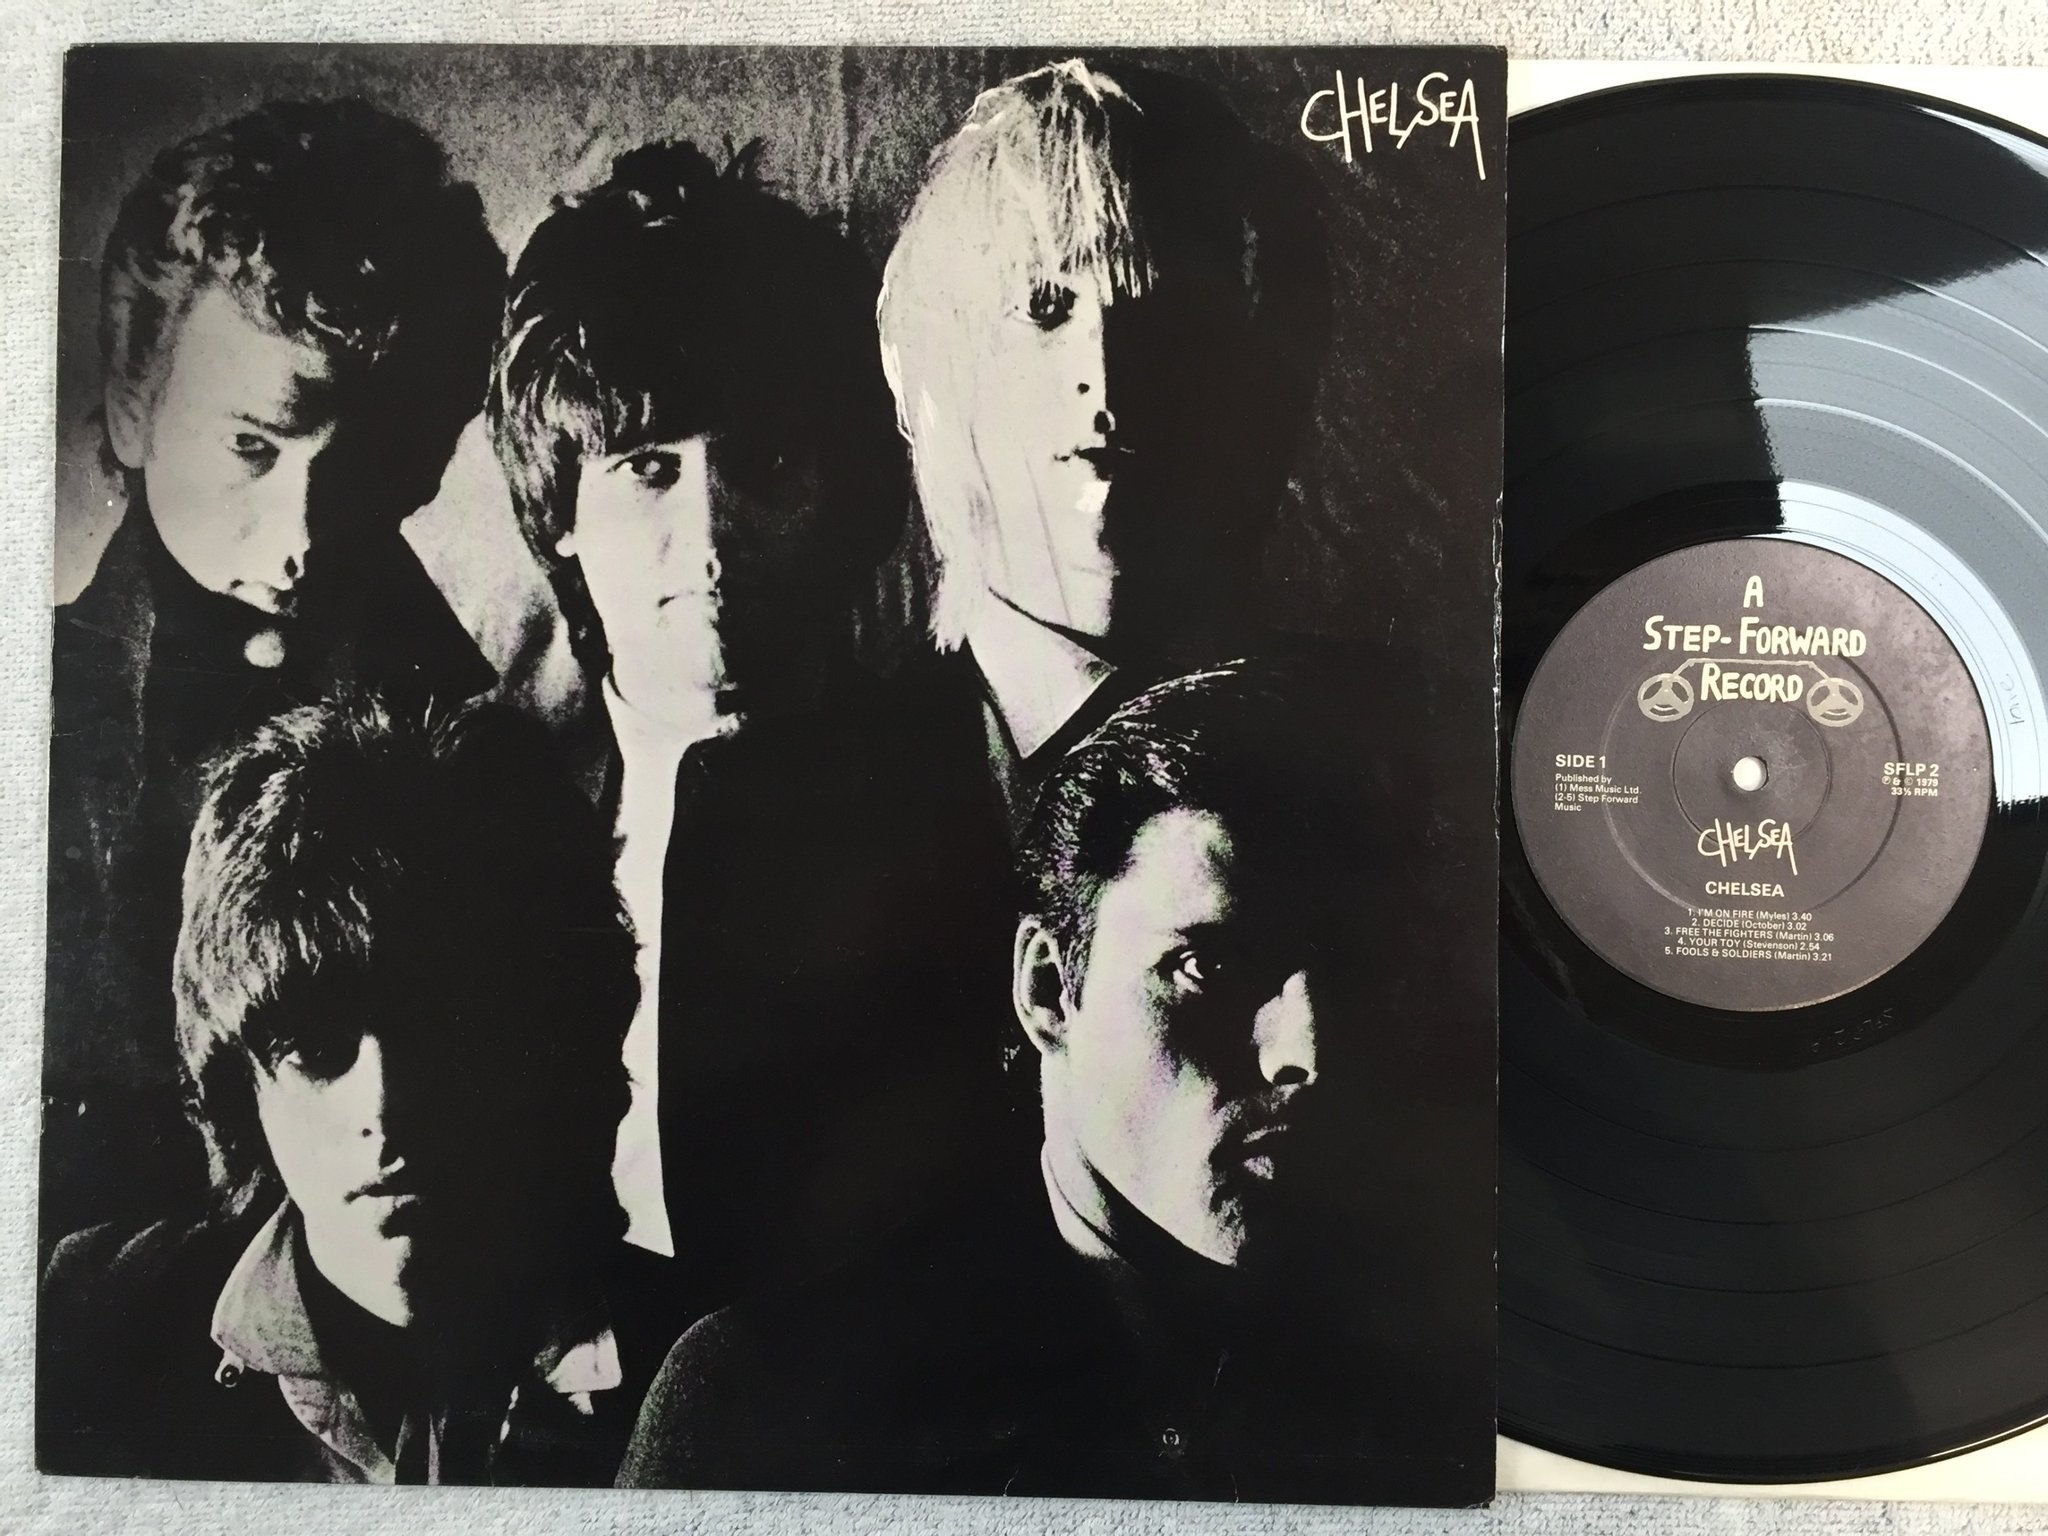 CHELSEA
A
STEP-FORWARD
RECORD
SIDE 1
Published by
(1) Mess Music Ltd.
(2-5) Step Forward
Music
SFLP 2
℗ & © 1979
33⅓ RPM
CHELSEA
CHELSEA
1. I'M ON FIRE (Myles) 3.40
2. DECIDE (October) 3.02
3. FREE THE FIGHTERS (Martin) 3.06
4. YOUR TOY (Stevenson) 2.54
5. FOOLS & SOLDIERS (Martin) 3.21